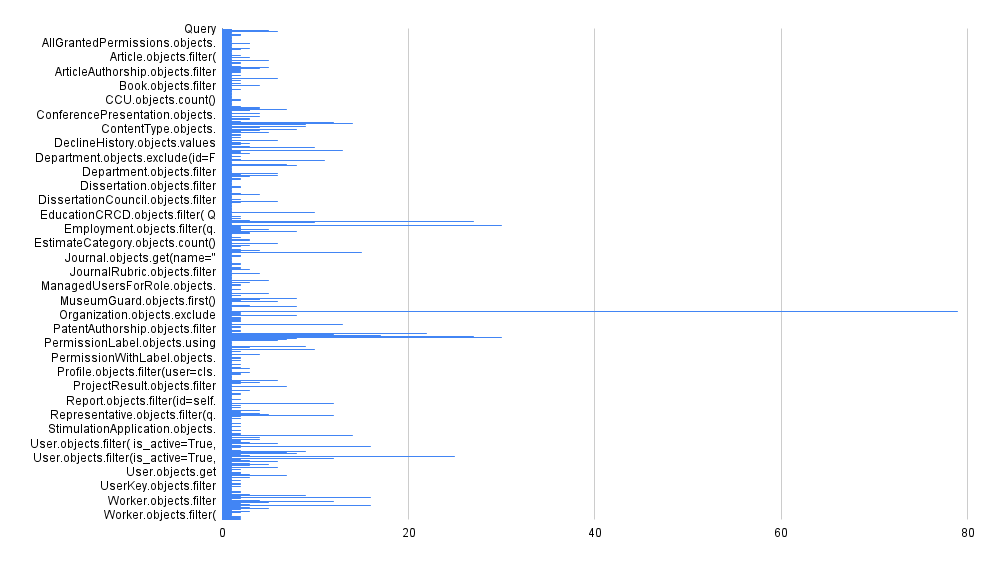 Query
AllGrantedPermissions.objects.
Article.objects.filter(
ArticleAuthorship.objects.filter
Book.objects.filter
CCU.objects.count()
ConferencePresentation.objects.
ContentType.objects.
DeclineHistory.objects.values
Department.objects.exclude(id=F
Department.objects.filter
Dissertation.objects.filter
DissertationCouncil.objects.filter
EducationCRCD.objects.filter( Q
Employment.objects.filter(q.
EstimateCategory.objects.count()
Journal.objects.get(name="
JournalRubric.objects.filter
ManagedUsersForRole.objects.
MuseumGuard.objects.first()
Organization.objects.exclude
PatentAuthorship.objects.filter
PermissionLabel.objects.using
PermissionWithLabel.objects.
Profile.objects.filter(user=cls.
ProjectResult.objects.filter
Report.objects.filter(id=self.
Representative.objects.filter(q.
StimulationApplication.objects.
User.objects.filter( is_active=True,
User.objects.filter(is_active=True,
User.objects.get
UserKey.objects.filter
Worker.objects.filter
Worker.objects.filter(
0 20 40 60 80